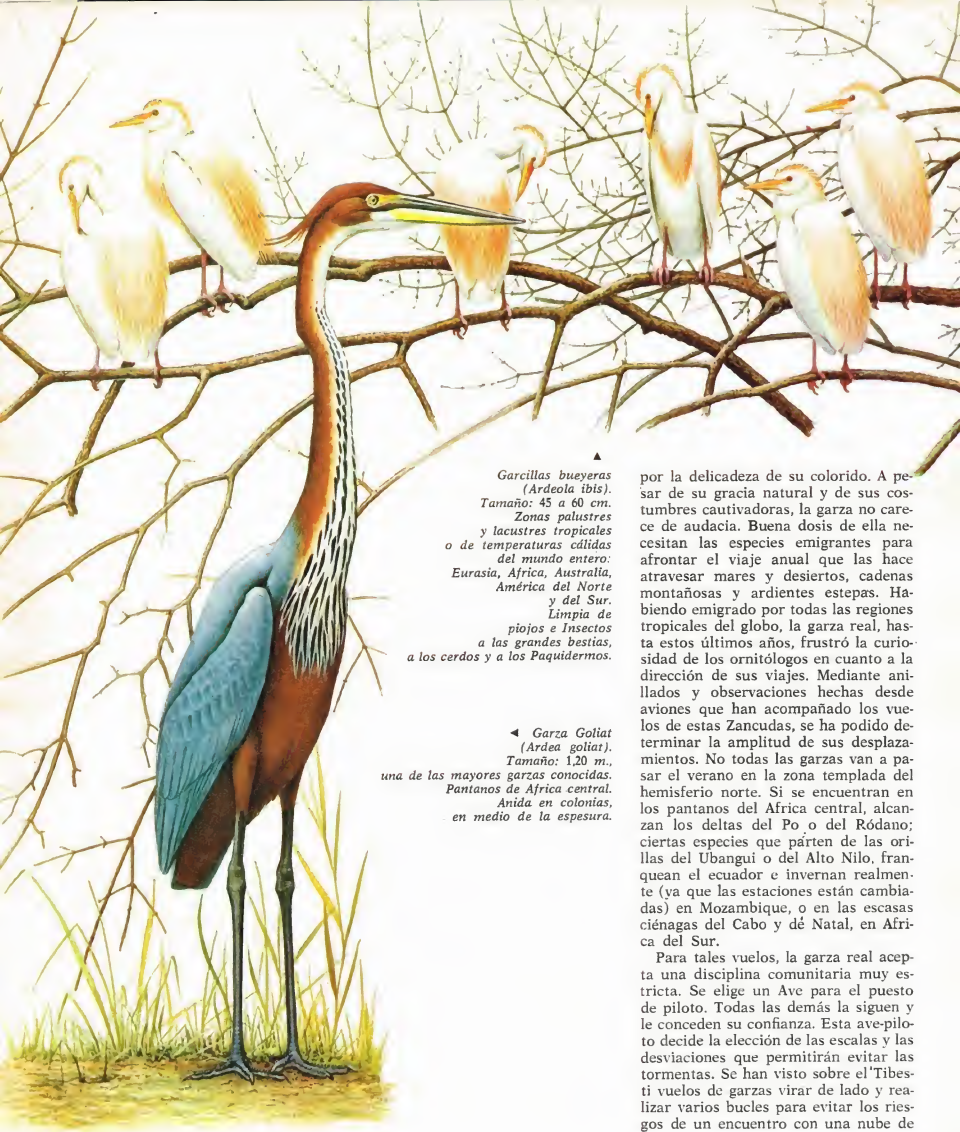 ▲
Garcillas bueyeras
(Ardeola ibis).
Tamaño: 45 a 60 cm.
Zonas palustres
y lacustres tropicales
o de temperaturas cálidas
del mundo entero:
Eurasia, Africa, Australia,
América del Norte
y del Sur.
Limpia de
piojos e Insectos
a las grandes bestias,
a los cerdos y a los Paquidermos.
◄ Garza Goliat
(Ardea goliat).
Tamaño: 1,20 m.,
una de las mayores garzas conocidas.
Pantanos de Africa central.
Anida en colonias,
en medio de la espesura.
por la delicadeza de su colorido. A pe-
sar de su gracia natural y de sus cos-
tumbres cautivadoras, la garza no care-
ce de audacia. Buena dosis de ella ne-
cesitan las especies emigrantes para
afrontar el viaje anual que las hace
atravesar mares y desiertos, cadenas
montañosas y ardientes estepas. Ha-
biendo emigrado por todas las regiones
tropicales del globo, la garza real, has-
ta estos últimos años, frustró la curio-
sidad de los ornitólogos en cuanto a la
dirección de sus viajes. Mediante ani-
llados y observaciones hechas desde
aviones que han acompañado los vue-
los de estas Zancudas, se ha podido de-
terminar la amplitud de sus desplaza-
mientos. No todas las garzas van a pa-
sar el verano en la zona templada del
hemisferio norte. Si se encuentran en
los pantanos del Africa central, alcan-
zan los deltas del Po o del Ródano;
ciertas especies que parten de las ori-
llas del Ubangui o del Alto Nilo, fran-
quean el ecuador e invernan realmen-
te (ya que las estaciones están cambia-
das) en Mozambique, o en las escasas
ciénagas del Cabo y de Natal, en Afri-
ca del Sur.
Para tales vuelos, la garza real acep-
ta una disciplina comunitaria muy es-
tricta. Se elige un Ave para el puesto
de piloto. Todas las demás la siguen y
le conceden su confianza. Esta ave-pilo-
to decide la elección de las escalas y las
desviaciones que permitirán evitar las
tormentas. Se han visto sobre el Tibes-
ti vuelos de garzas virar de lado y rea-
lizar varios bucles para evitar los ries-
gos de un encuentro con una nube de